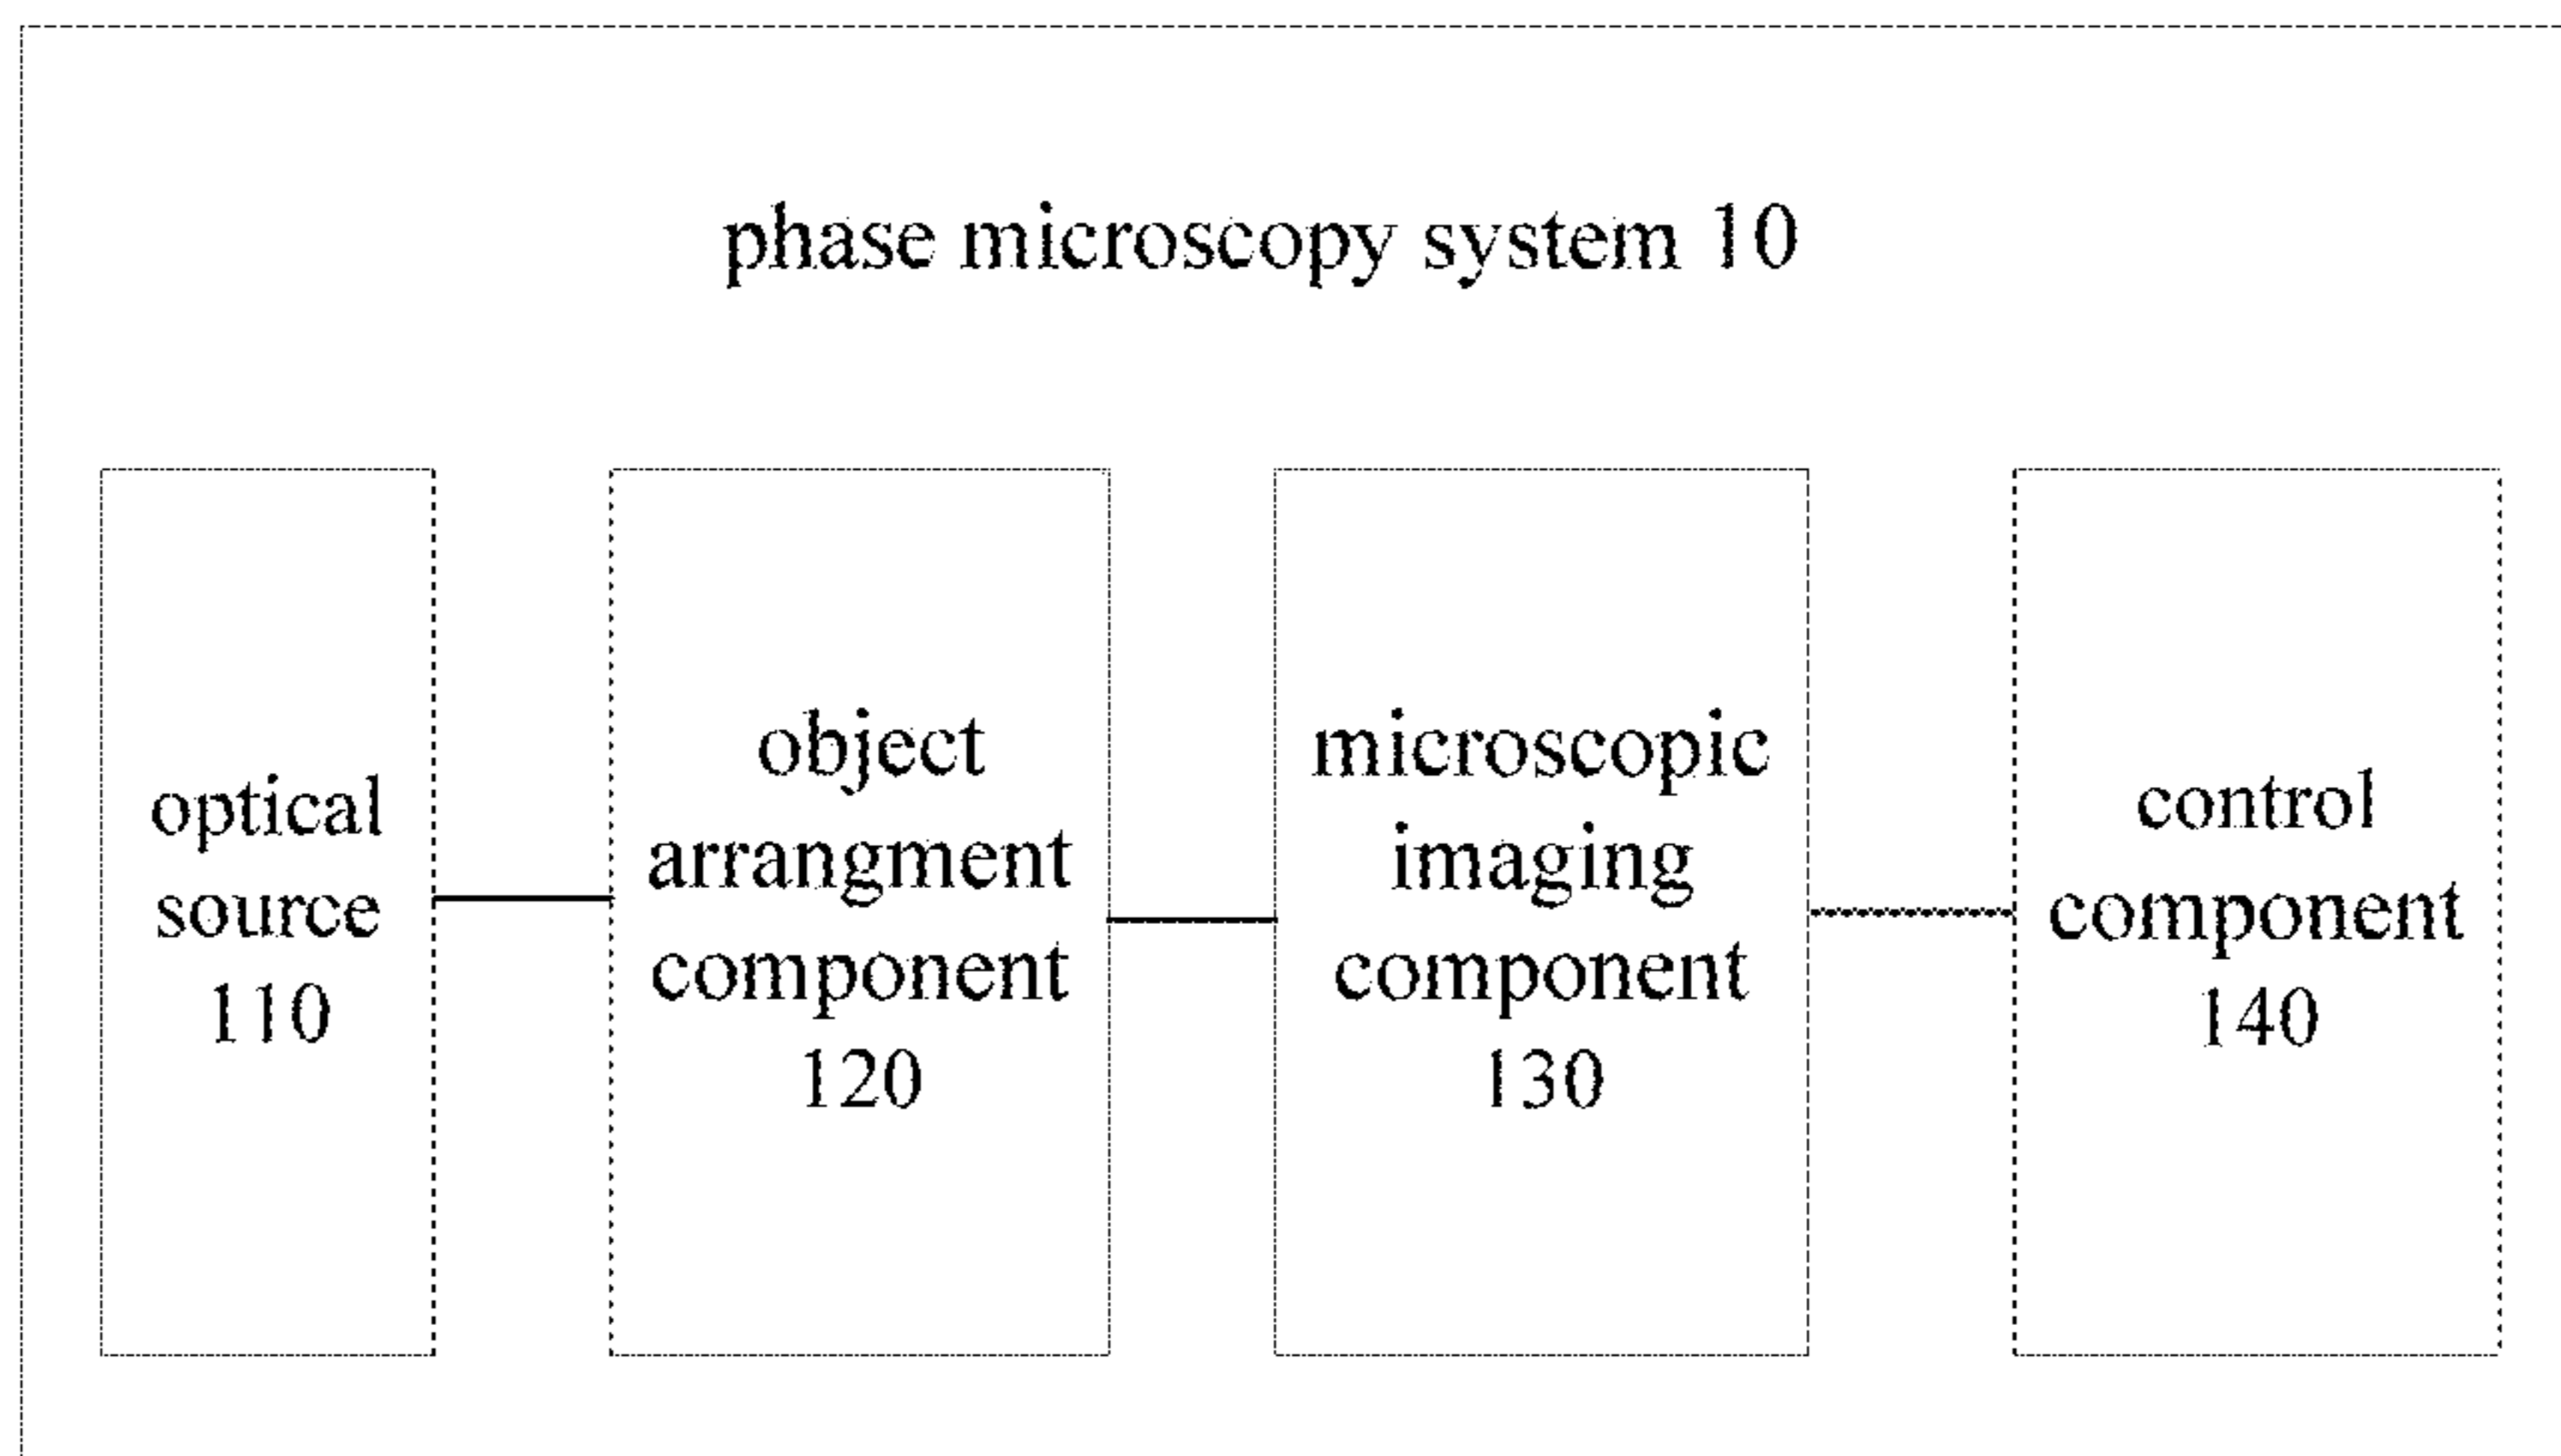 phase microscopy system 10
optical
source
110
object
arrangment
component
120
microscopic
imaging
component
130
control
component
140